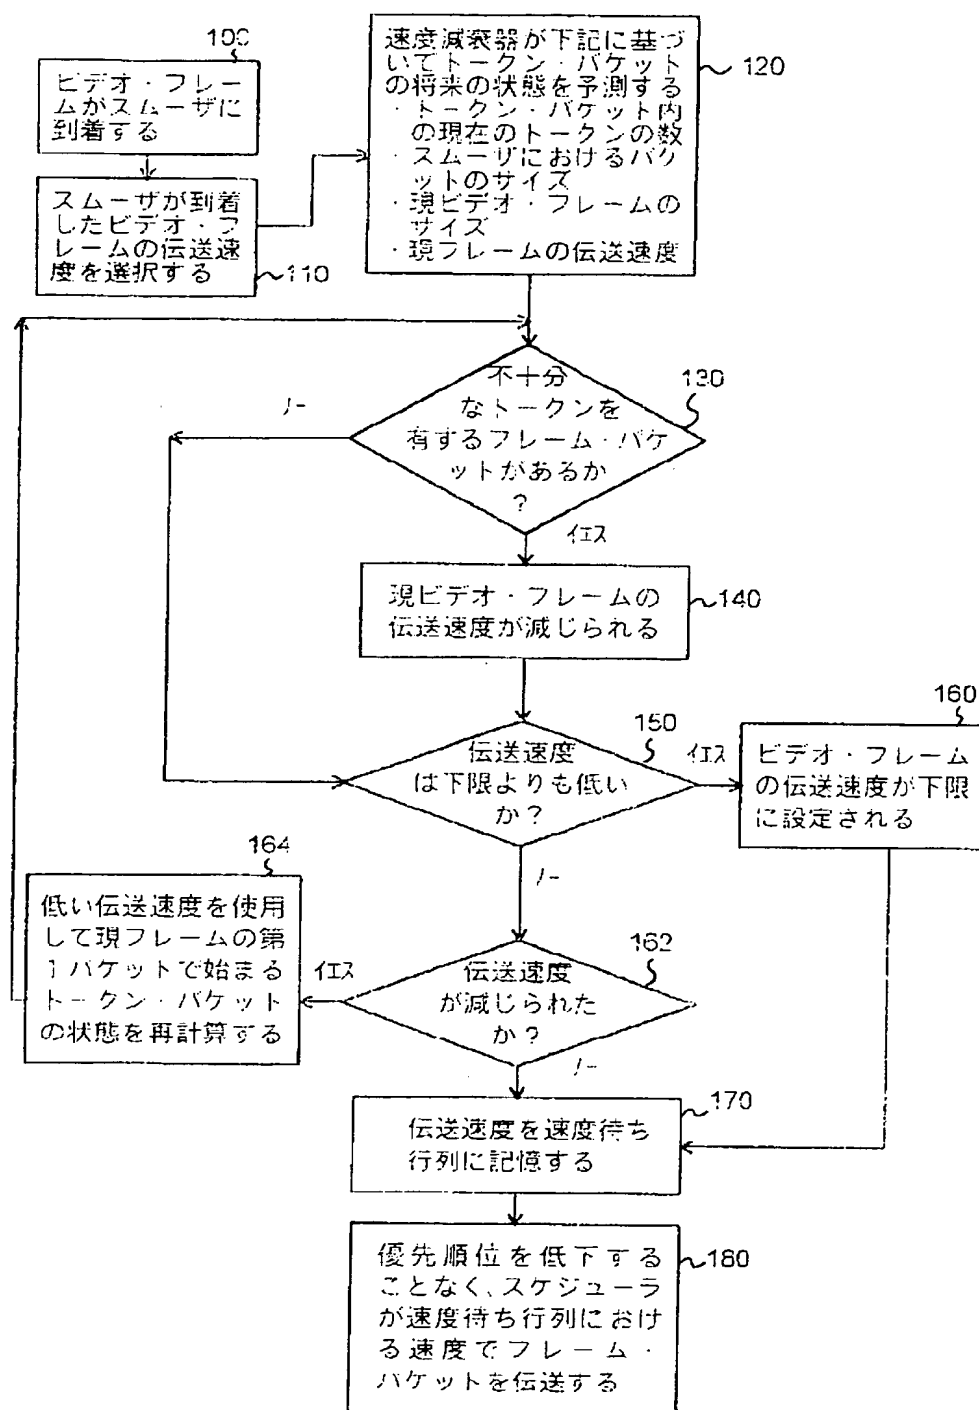 100
ビデオ・フレー
ムがスムーザに
到着する
スムーザが到着
したビデオ・フ
レームの伝送速
度を選択する
110
速度減衰器が下記に基づ
いてトークン・バケット
の将来の状態を予測する
・トークン・バケット内
の現在のトークンの数
・スムーザにおけるパケ
ットのサイズ
・現ビデオ・フレームの
サイズ
・現フレームの伝送速度
120
不十分
なトークンを
有するフレーム・パケ
ットがあるか
?
130
ノー
イエス
現ビデオ・フレームの
伝送速度が減じられる
140
伝送速度
は下限よりも低い
か?
150
イエス
ノー
160
ビデオ・フレーム
の伝送速度が下限
に設定される
伝送速度
が減じられた
か?
162
イエス
ノー
164
低い伝送速度を使用
して現フレームの第
1パケットで始まる
トークン・バケット
の状態を再計算する
伝送速度を速度待ち
行列に記憶する
170
優先順位を低下する
ことなく、スケジューラ
が速度待ち行列におけ
る速度でフレーム・
パケットを伝送する
180